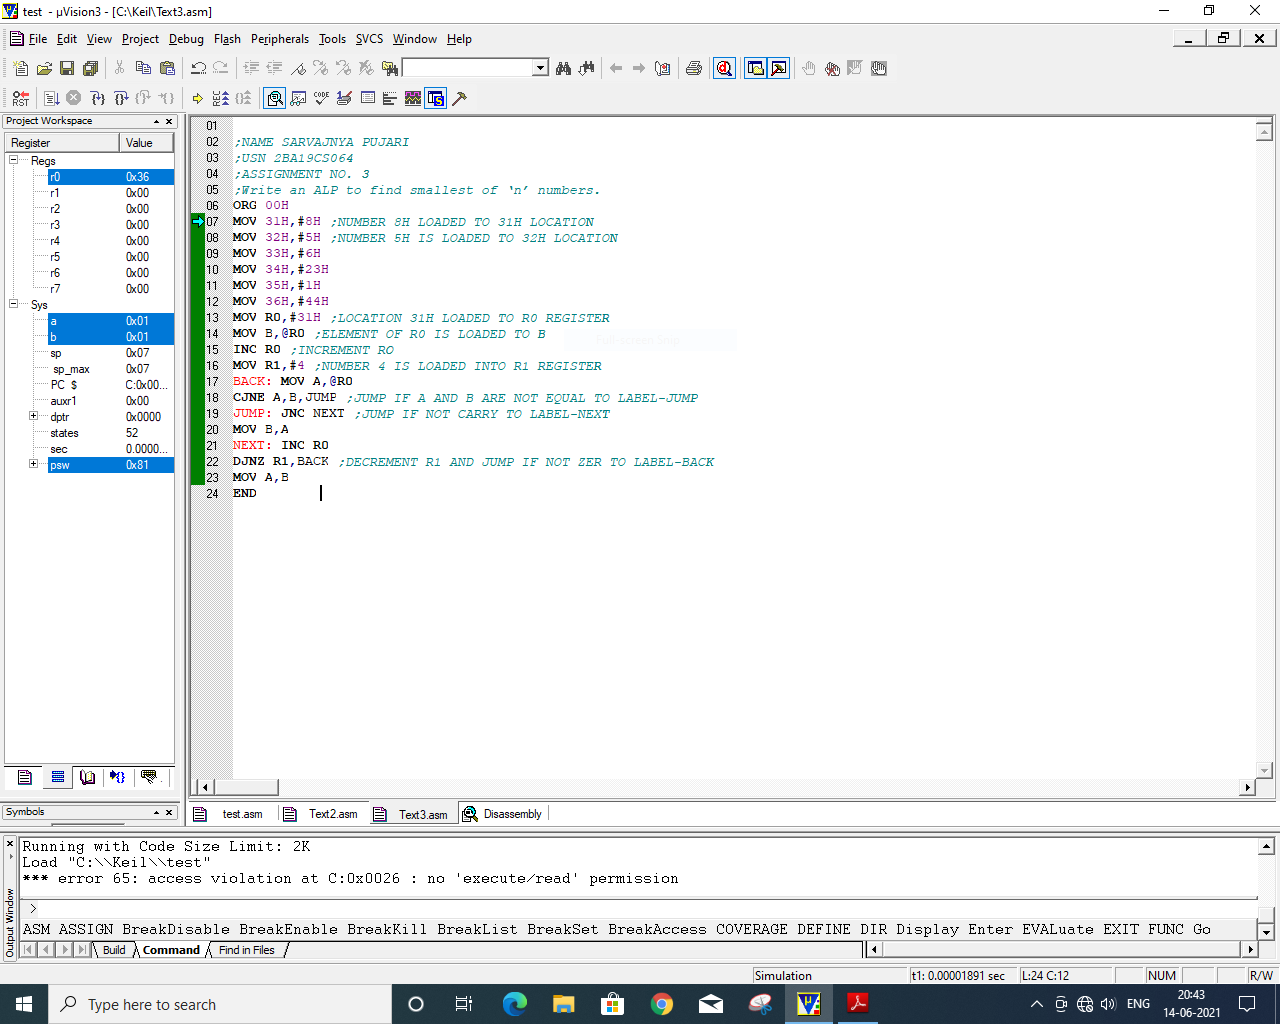 test - µVision3 - [C:\Keil\Text3.asm]
File Edit View Project Debug Flash Peripherals Tools SVCS Window Help
Project Workspace
Register Value
Regs
r0 0x36
r1 0x00
r2 0x00
r3 0x00
r4 0x00
r5 0x00
r6 0x00
r7 0x00
Sys
a 0x01
b 0x01
sp 0x07
sp_max 0x07
PC $ C:0x00...
auxr1 0x00
dptr 0x0000
states 52
sec 0.0000...
psw 0x81
Symbols
01
02 ;NAME SARVAJNYA PUJARI
03 ;USN 2BA19CS064
04 ;ASSIGNMENT NO. 3
05 ;Write an ALP to find smallest of ‘n’ numbers.
06 ORG 00H
07 MOV 31H,#8H ;NUMBER 8H LOADED TO 31H LOCATION
08 MOV 32H,#5H ;NUMBER 5H IS LOADED TO 32H LOCATION
09 MOV 33H,#6H
10 MOV 34H,#23H
11 MOV 35H,#1H
12 MOV 36H,#44H
13 MOV R0,#31H ;LOCATION 31H LOADED TO R0 REGISTER
14 MOV B,@R0 ;ELEMENT OF R0 IS LOADED TO B
15 INC R0 ;INCREMENT RO
16 MOV R1,#4 ;NUMBER 4 IS LOADED INTO R1 REGISTER
17 BACK: MOV A,@R0
18 CJNE A,B,JUMP ;JUMP IF A AND B ARE NOT EQUAL TO LABEL-JUMP
19 JUMP: JNC NEXT ;JUMP IF NOT CARRY TO LABEL-NEXT
20 MOV B,A
21 NEXT: INC R0
22 DJNZ R1,BACK ;DECREMENT R1 AND JUMP IF NOT ZER TO LABEL-BACK
23 MOV A,B
24 END
test.asm Text2.asm Text3.asm Disassembly
Output Window
Running with Code Size Limit: 2K
Load "C:\\Keil\\test"
*** error 65: access violation at C:0x0026 : no 'execute/read' permission
>
ASM ASSIGN BreakDisable BreakEnable BreakKill BreakList BreakSet BreakAccess COVERAGE DEFINE DIR Display Enter EVALuate EXIT FUNC Go
Build Command Find in Files
Simulation t1: 0.00001891 sec L:24 C:12 NUM R/W
Type here to search
ENG
20:43
14-06-2021